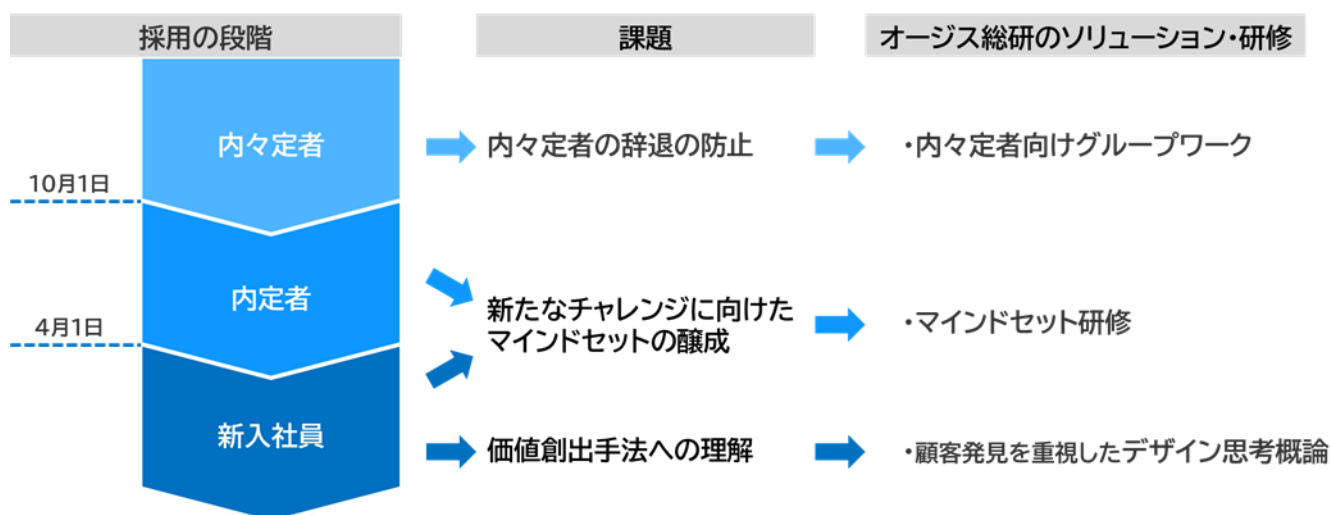 採用の段階
課題
オージス総研のソリューション・研修
内々定者
内々定者の辞退の防止
・内々定者向けグループワーク
10月1日
内定者
新たなチャレンジに向けた
マインドセットの醸成
・マインドセット研修
4月1日
新入社員
価値創出手法への理解
・顧客発見を重視したデザイン思考概論